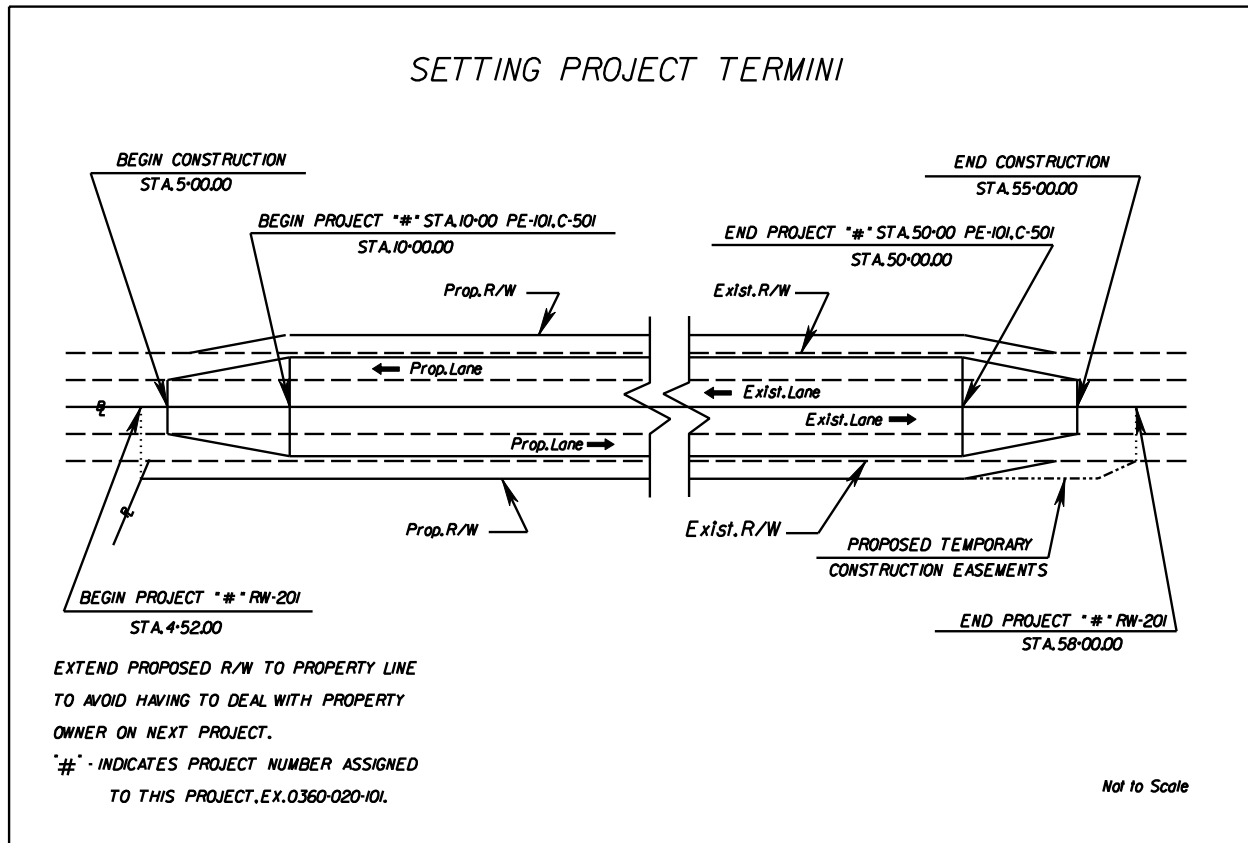 SETTING PROJECT TERMINI
BEGIN CONSTRUCTION
STA.5+00.00
END CONSTRUCTION
STA.55+00.00
BEGIN PROJECT "#" STA.10+00 PE-101,C-501
STA.10+00.00
END PROJECT "#" STA.50+00 PE-101,C-501
STA.50+00.00
Prop.R/W
Exist.R/W
Prop.Lane
Exist.Lane
Exist.Lane
Prop.Lane
Prop.R/W
Exist.R/W
PROPOSED TEMPORARY
CONSTRUCTION EASEMENTS
BEGIN PROJECT "#" RW-201
STA.4+52.00
END PROJECT "#" RW-201
STA.58+00.00
EXTEND PROPOSED R/W TO PROPERTY LINE
TO AVOID HAVING TO DEAL WITH PROPERTY
OWNER ON NEXT PROJECT.
"#" - INDICATES PROJECT NUMBER ASSIGNED
TO THIS PROJECT,EX.0360-020-101.
Not to Scale